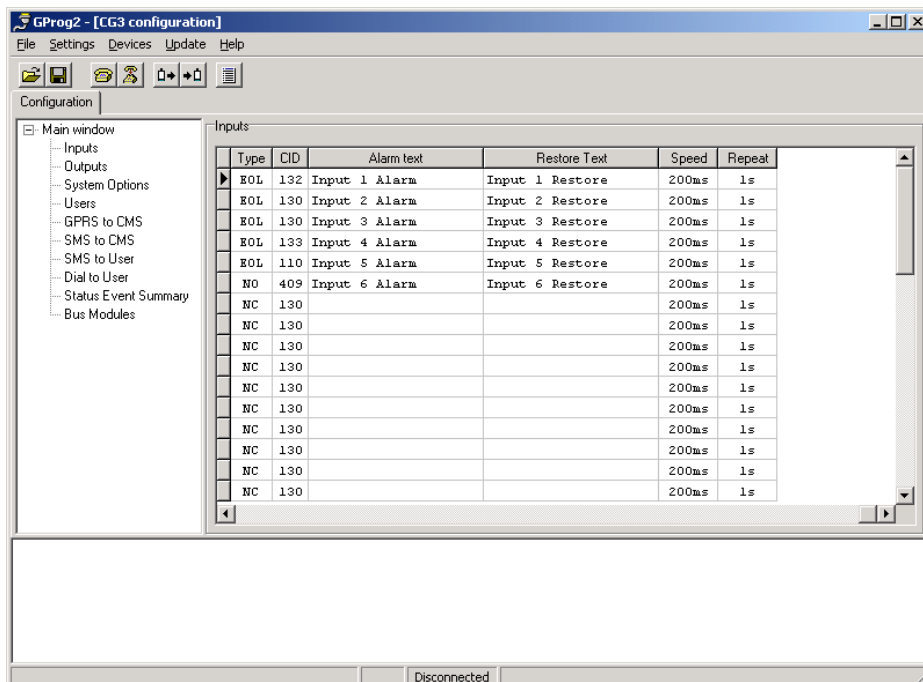 GProg2 - [CG3 configuration]
File Settings Devices Update Help
Configuration
Main window
Inputs
Outputs
System Options
Users
GPRS to CMS
SMS to CMS
SMS to User
Dial to User
Status Event Summary
Bus Modules
Inputs
Type CID Alarm text Restore Text Speed Repeat
EOL 132 Input 1 Alarm Input 1 Restore 200ms 1s
EOL 130 Input 2 Alarm Input 2 Restore 200ms 1s
EOL 130 Input 3 Alarm Input 3 Restore 200ms 1s
EOL 133 Input 4 Alarm Input 4 Restore 200ms 1s
EOL 110 Input 5 Alarm Input 5 Restore 200ms 1s
NO 409 Input 6 Alarm Input 6 Restore 200ms 1s
NC 130 200ms 1s
NC 130 200ms 1s
NC 130 200ms 1s
NC 130 200ms 1s
NC 130 200ms 1s
NC 130 200ms 1s
NC 130 200ms 1s
NC 130 200ms 1s
NC 130 200ms 1s
NC 130 200ms 1s
Disconnected